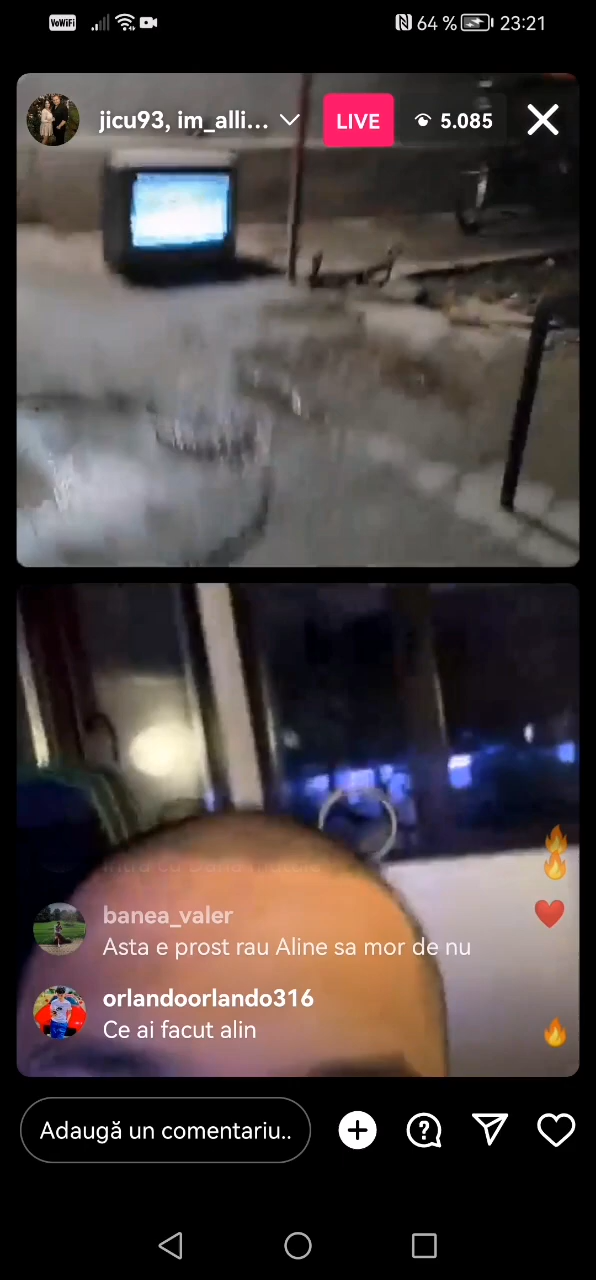 VoWiFi
64 %
23:21
jicu93, im_alli...
LIVE
5.085
banea_valer
Asta e prost rau Aline sa mor de nu
orlandoorlando316
Ce ai facut alin
Adaugă un comentariu..